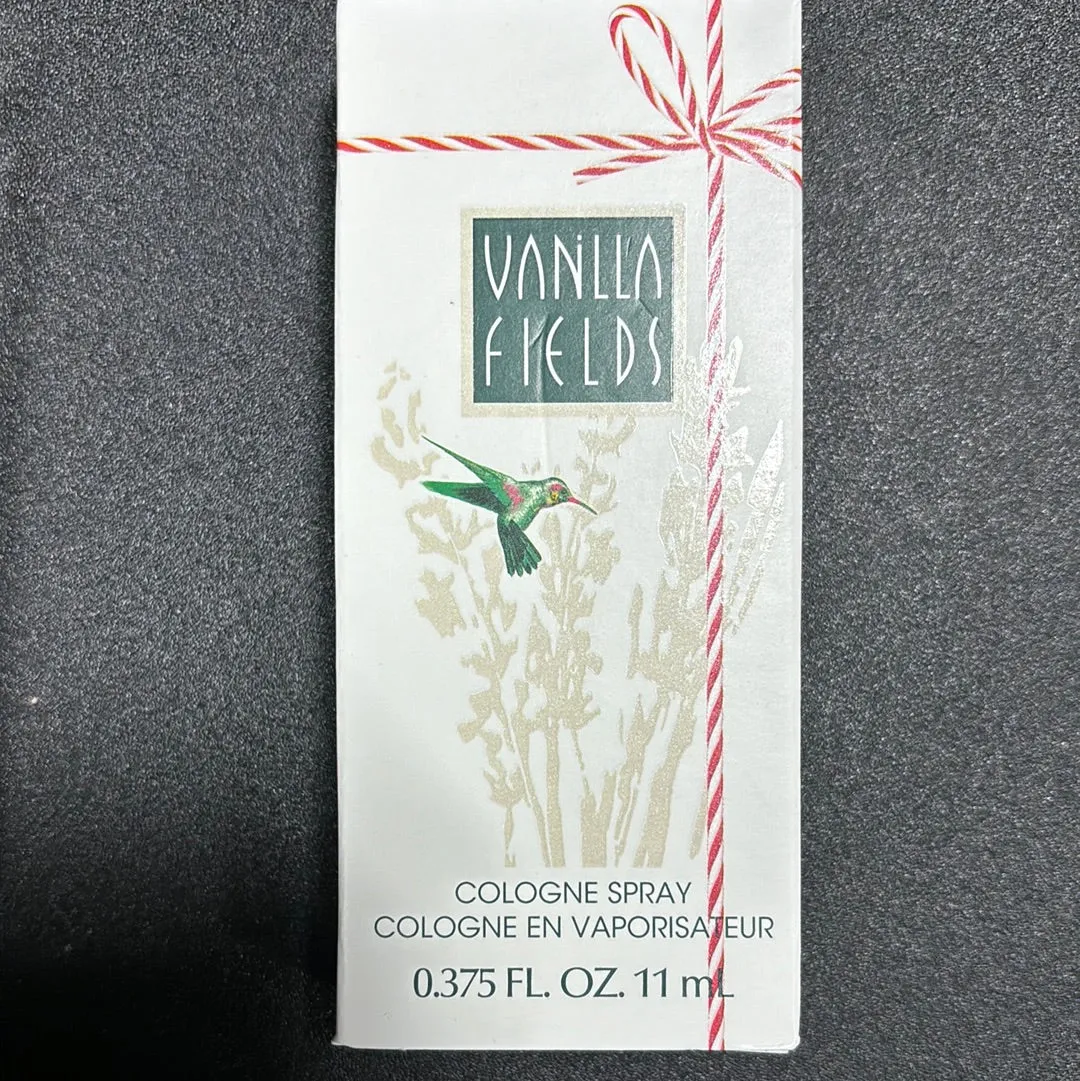 VANiLLA
FIELDS
COLOGNE SPRAY
COLOGNE EN VAPORISATEUR
0.375 FL. OZ. 11 mL